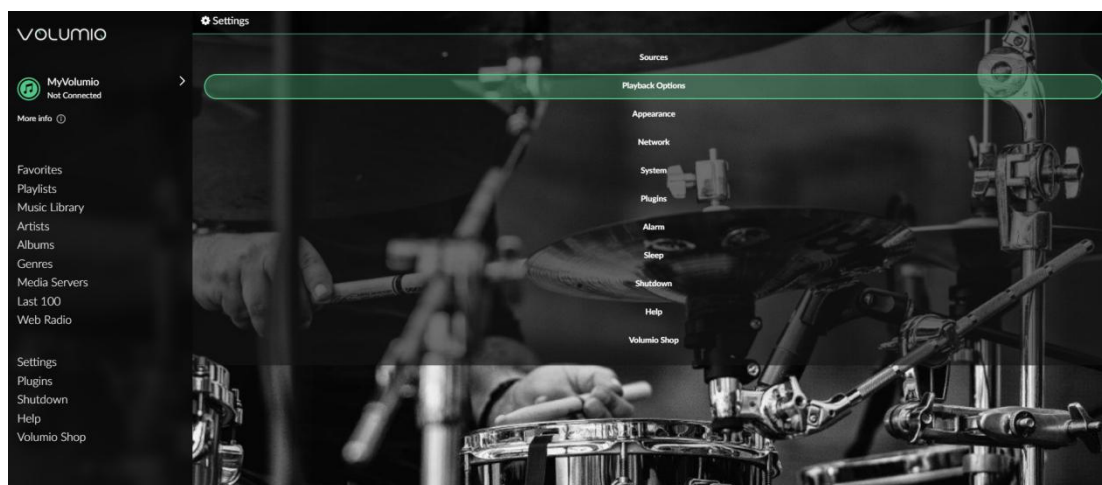 VOLUMIO
MyVolumio
Not Connected
More info
Favorites
Playlists
Music Library
Artists
Albums
Genres
Media Servers
Last 100
Web Radio
Settings
Plugins
Shutdown
Help
Volumio Shop
Settings
Sources
Playback Options
Appearance
Network
System
Plugins
Alarm
Sleep
Shutdown
Help
Volumio Shop